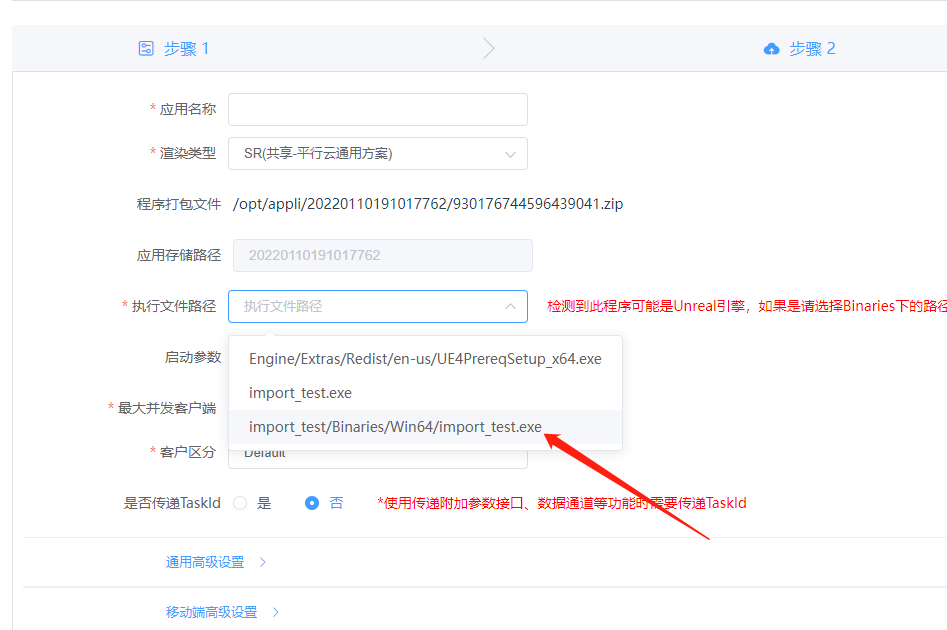 步骤 1
步骤 2
* 应用名称
* 渲染类型 SR(共享-平行云通用方案)
程序打包文件 /opt/appli/20220110191017762/930176744596439041.zip
应用存储路径 20220110191017762
* 执行文件路径 执行文件路径 检测到此程序可能是Unreal引擎，如果是请选择Binaries下的路径
启动参数 Engine/Extras/Redist/en-us/UE4PrereqSetup_x64.exe
import_test.exe
* 最大并发客户端 import_test/Binaries/Win64/import_test.exe
* 客户区分 Default
是否传递TaskId 是 否 *使用传递附加参数接口、数据通道等功能时需要传递TaskId
通用高级设置
移动端高级设置